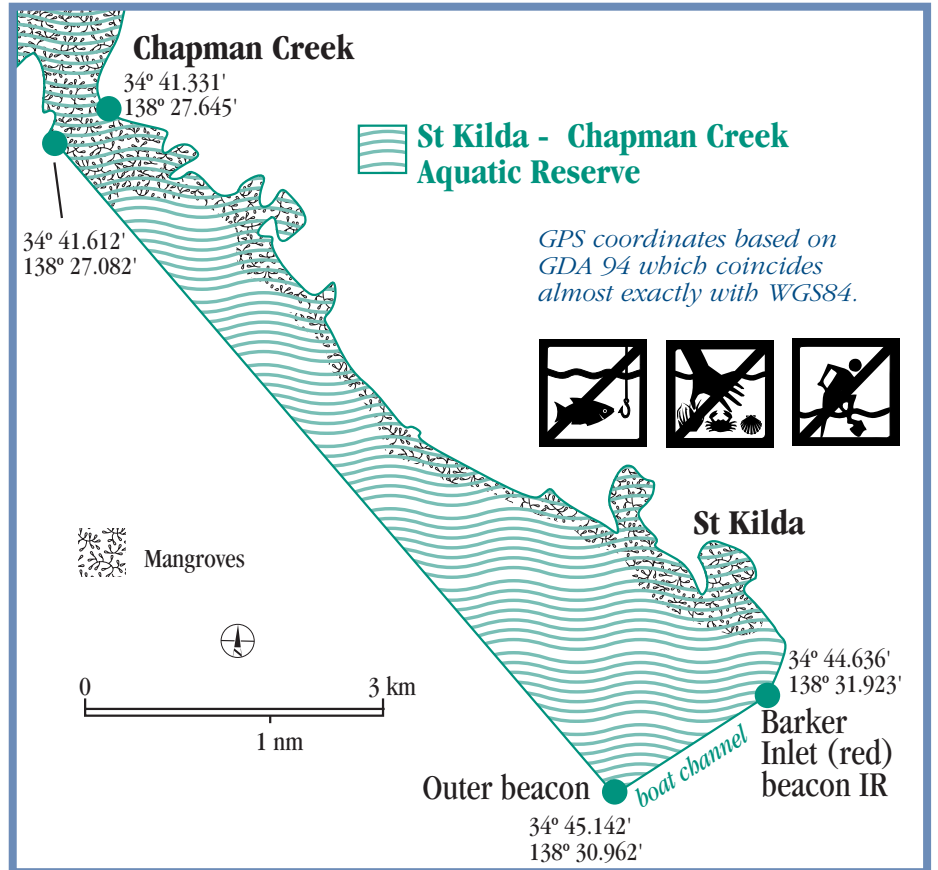 Chapman Creek
34º 41.331'
138º 27.645'
St Kilda - Chapman Creek
Aquatic Reserve
34º 41.612'
138º 27.082'
GPS coordinates based on
GDA 94 which coincides
almost exactly with WGS84.
St Kilda
Mangroves
N
0
3 km
1 nm
34º 44.636'
138º 31.923'
Barker
Inlet (red)
beacon IR
boat channel
Outer beacon
34º 45.142'
138º 30.962'